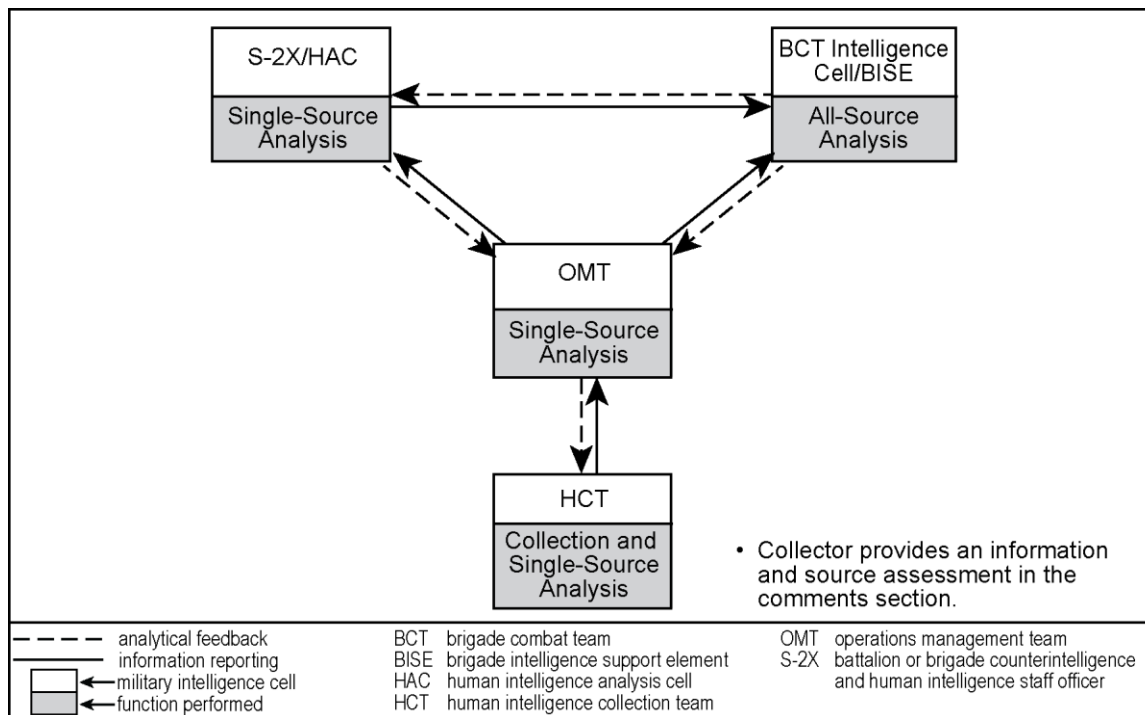 S-2X/HAC
Single-Source
Analysis
BCT Intelligence
Cell/BISE
All-Source
Analysis
OMT
Single-Source
Analysis
HCT
Collection and
Single-Source
Analysis
• Collector provides an information
and source assessment in the
comments section.
analytical feedback
information reporting
military intelligence cell
function performed
BCT brigade combat team
BISE brigade intelligence support element
HAC human intelligence analysis cell
HCT human intelligence collection team
OMT operations management team
S-2X battalion or brigade counterintelligence
and human intelligence staff officer